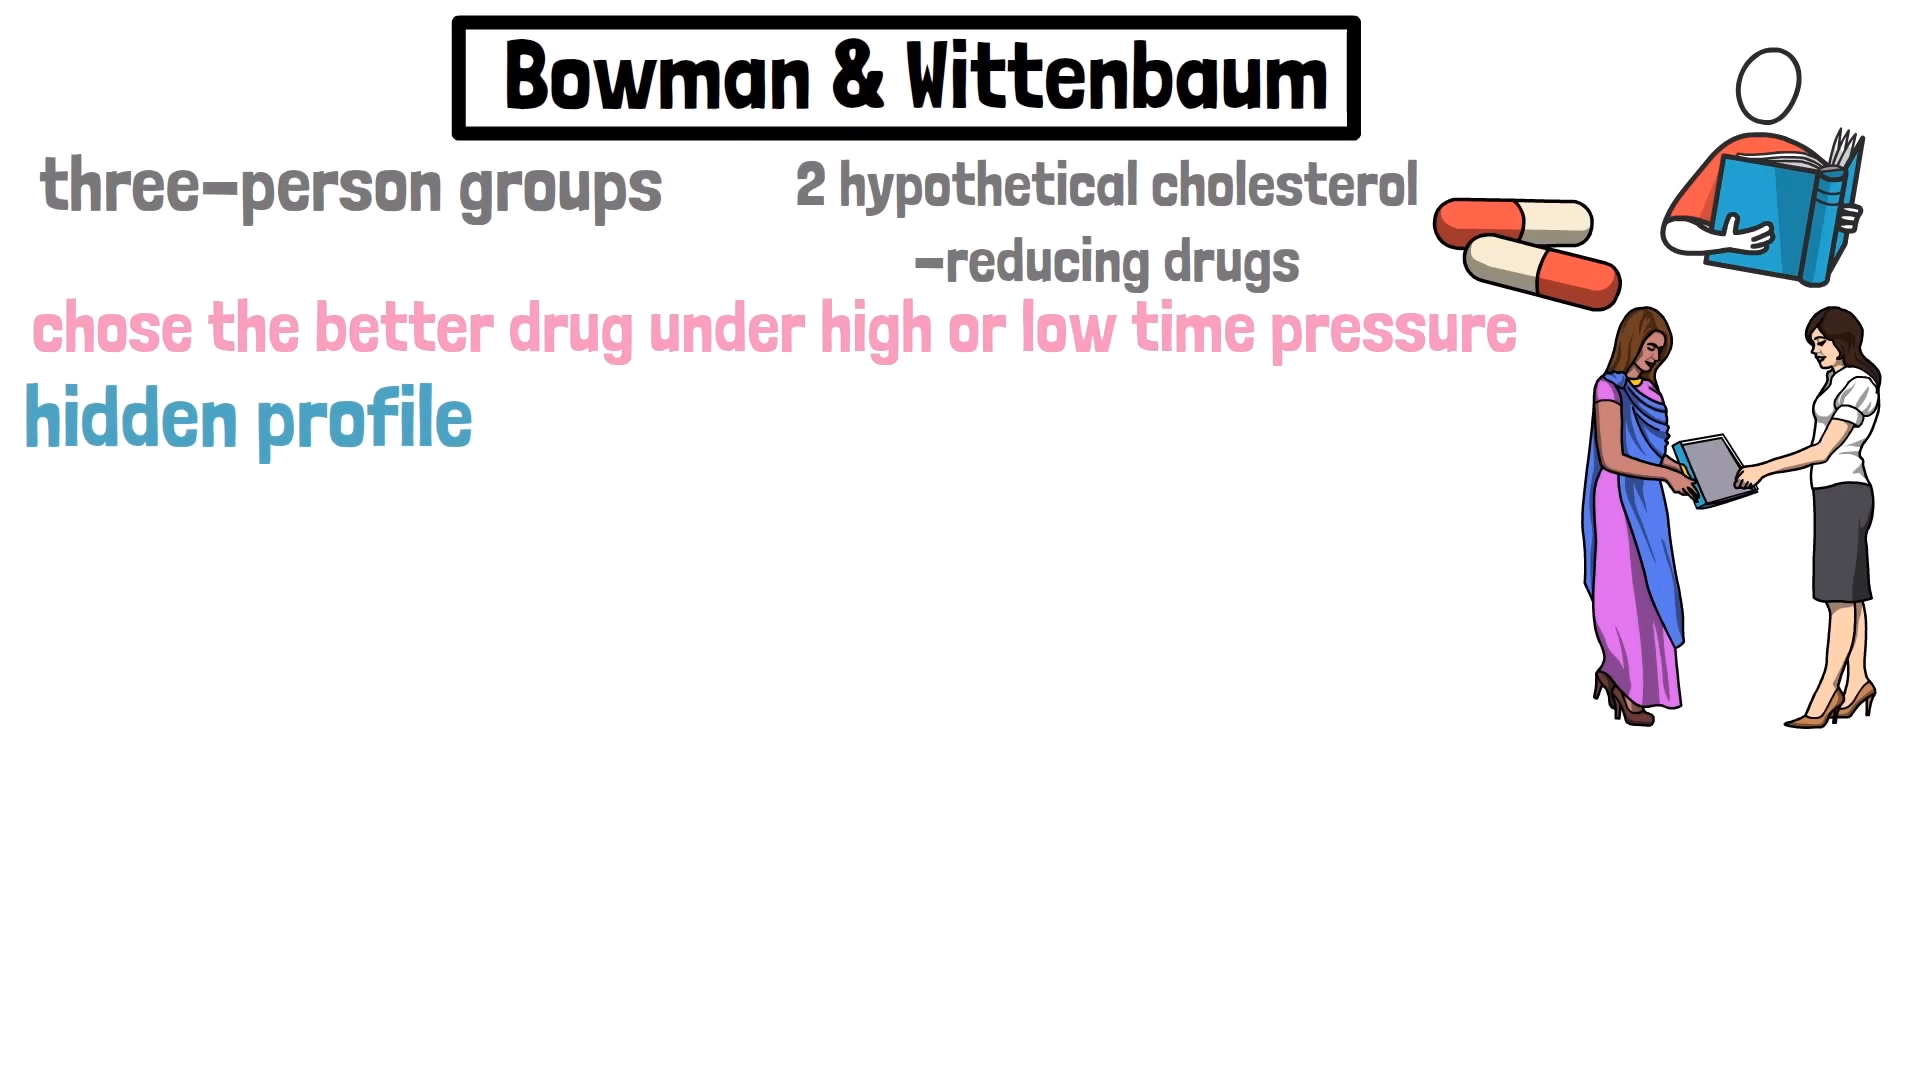 Bowman & Wittenbaum
three-person groups
2 hypothetical cholesterol
-reducing drugs
chose the better drug under high or low time pressure
hidden profile